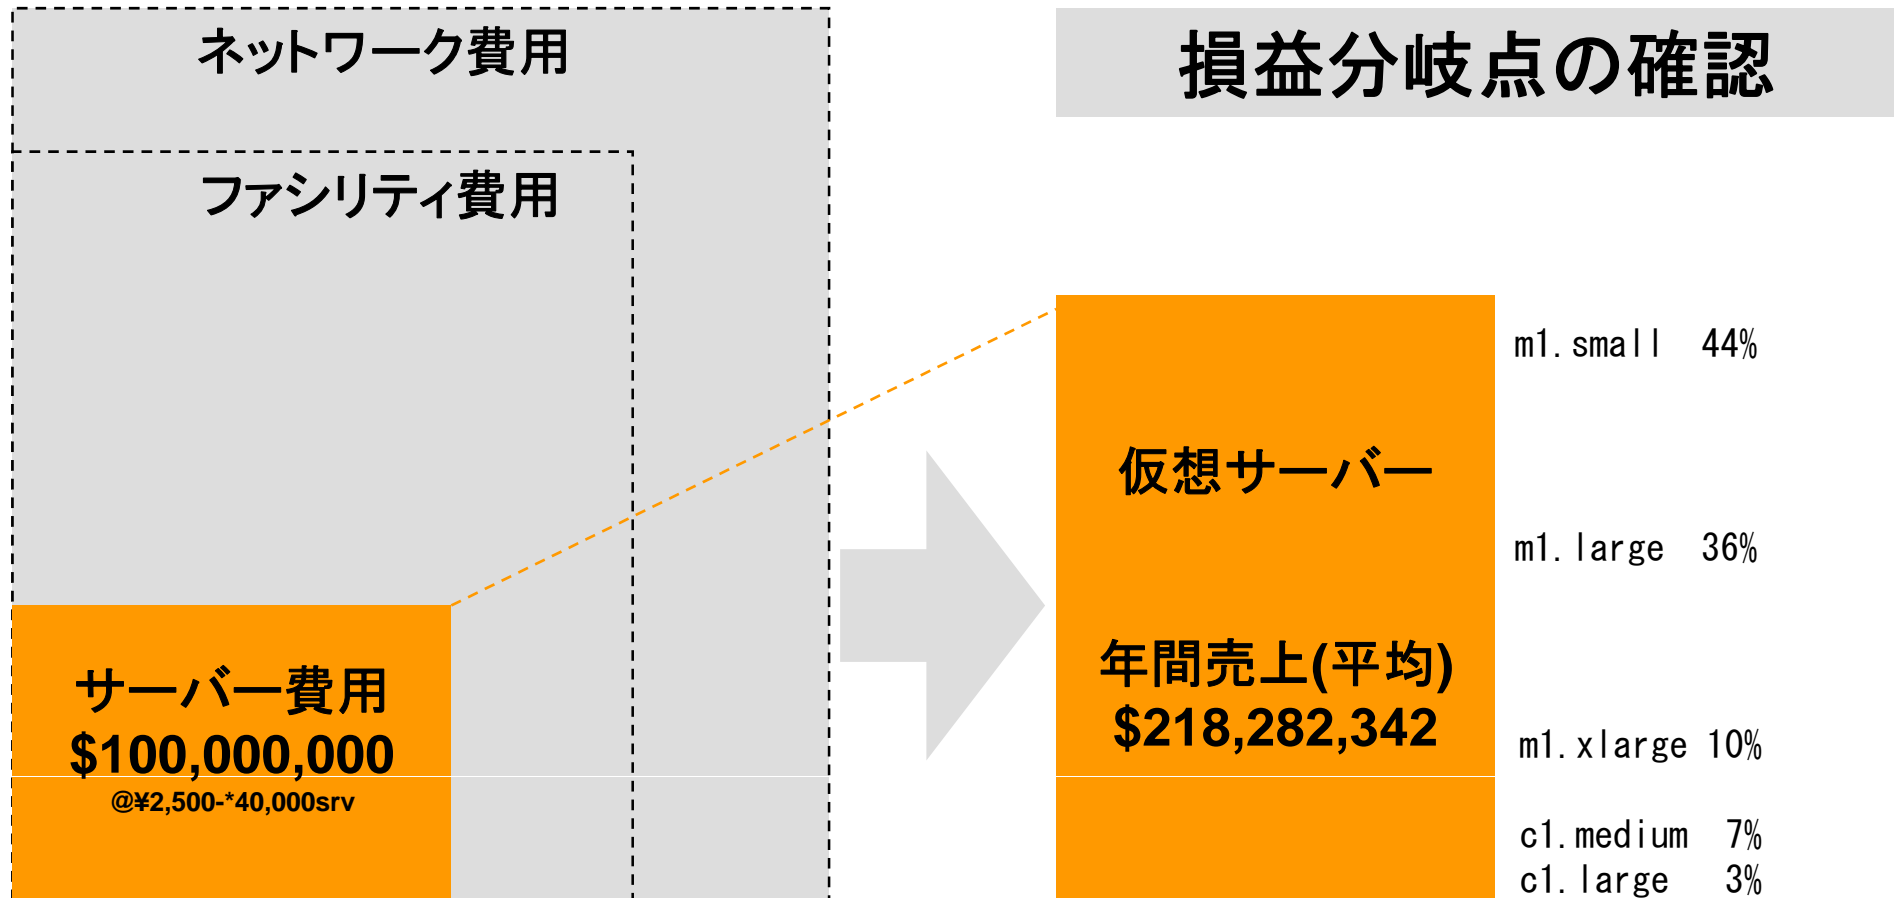 ネットワーク費用
ファシリティ費用
サーバー費用
$100,000,000
@¥2,500-*40,000srv
損益分岐点の確認
仮想サーバー
年間売上(平均)
$218,282,342
m1.small 44%
m1.large 36%
m1.xlarge 10%
c1.medium 7%
c1.large 3%